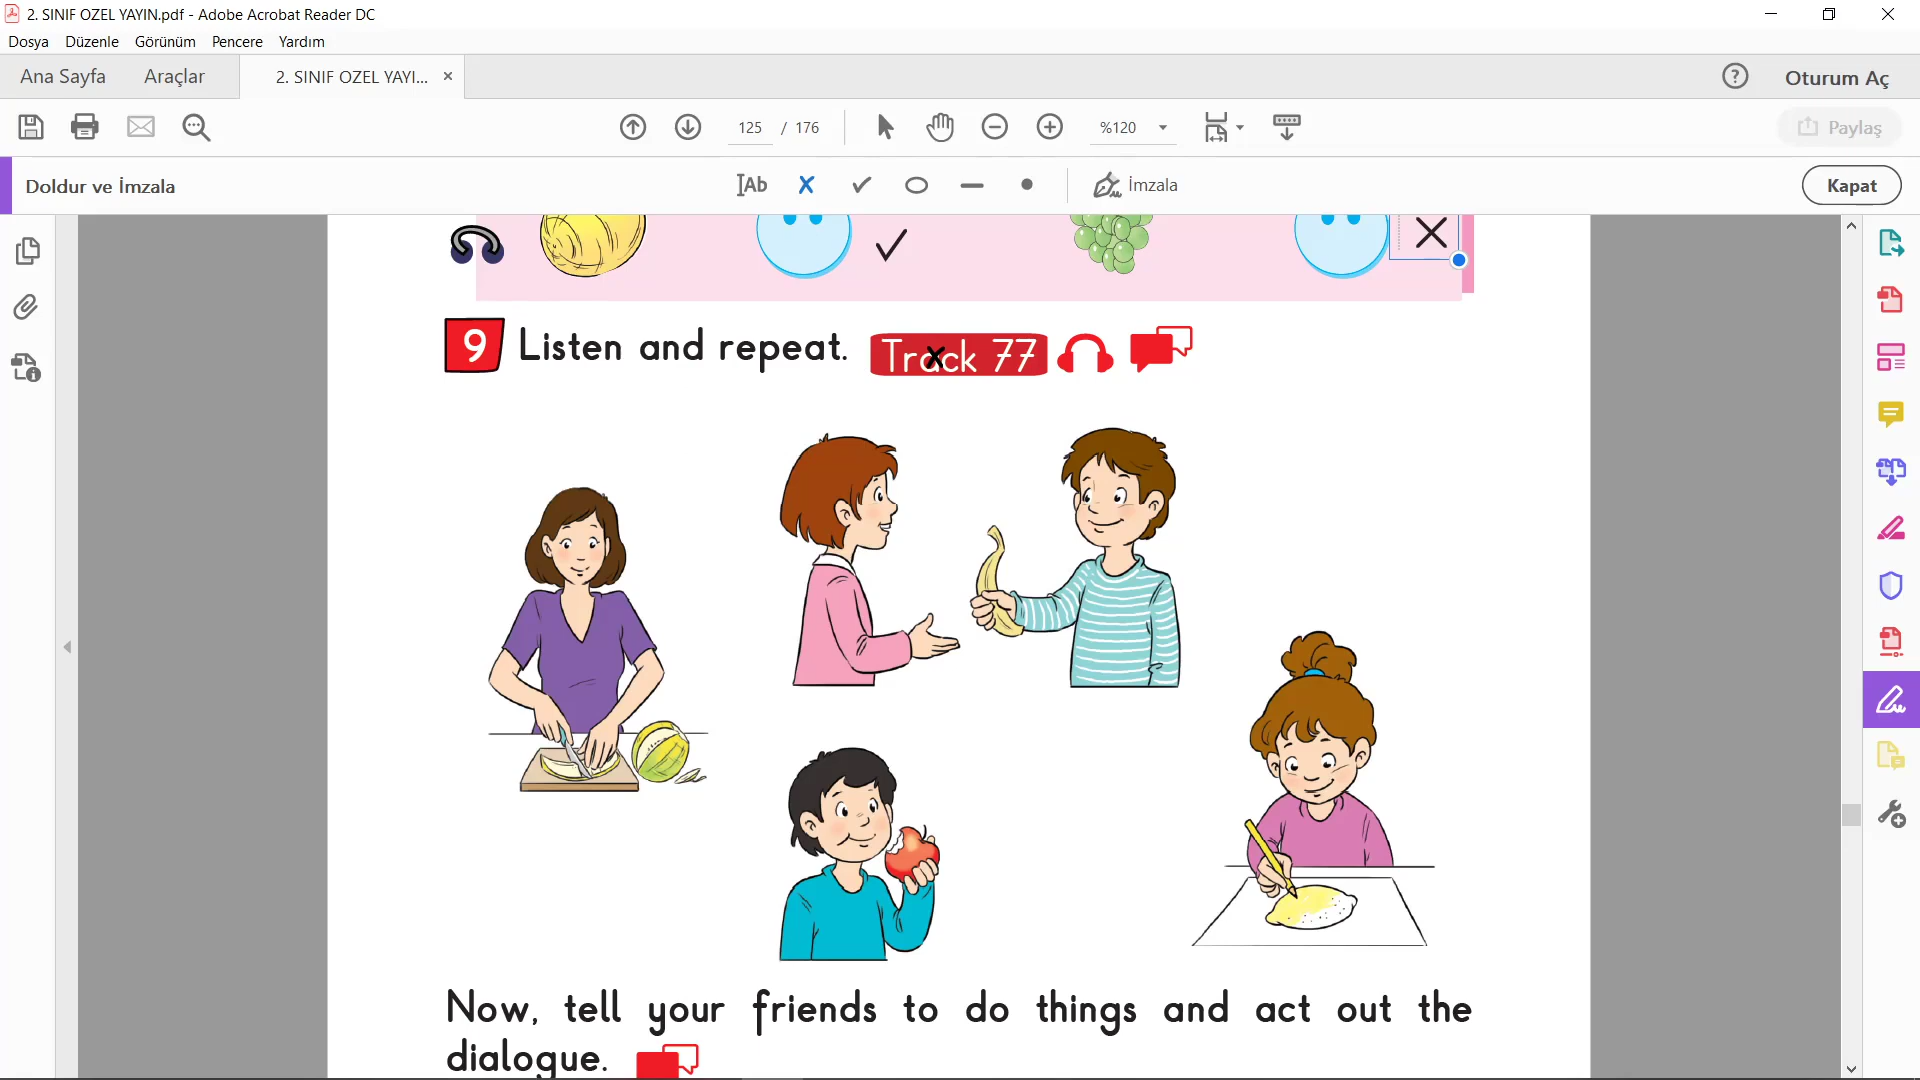 2. SINIF OZEL YAYIN.pdf - Adobe Acrobat Reader DC
Dosya Düzenle Görünüm Pencere Yardım
Ana Sayfa Araçlar 2. SINIF OZEL YAYI... Oturum Aç
125 / 176 %120 Paylaş
Doldur ve İmzala Ab İmzala Kapat
9 Listen and repeat. Track 77
Now, tell your friends to do things and act out the
dialogue.